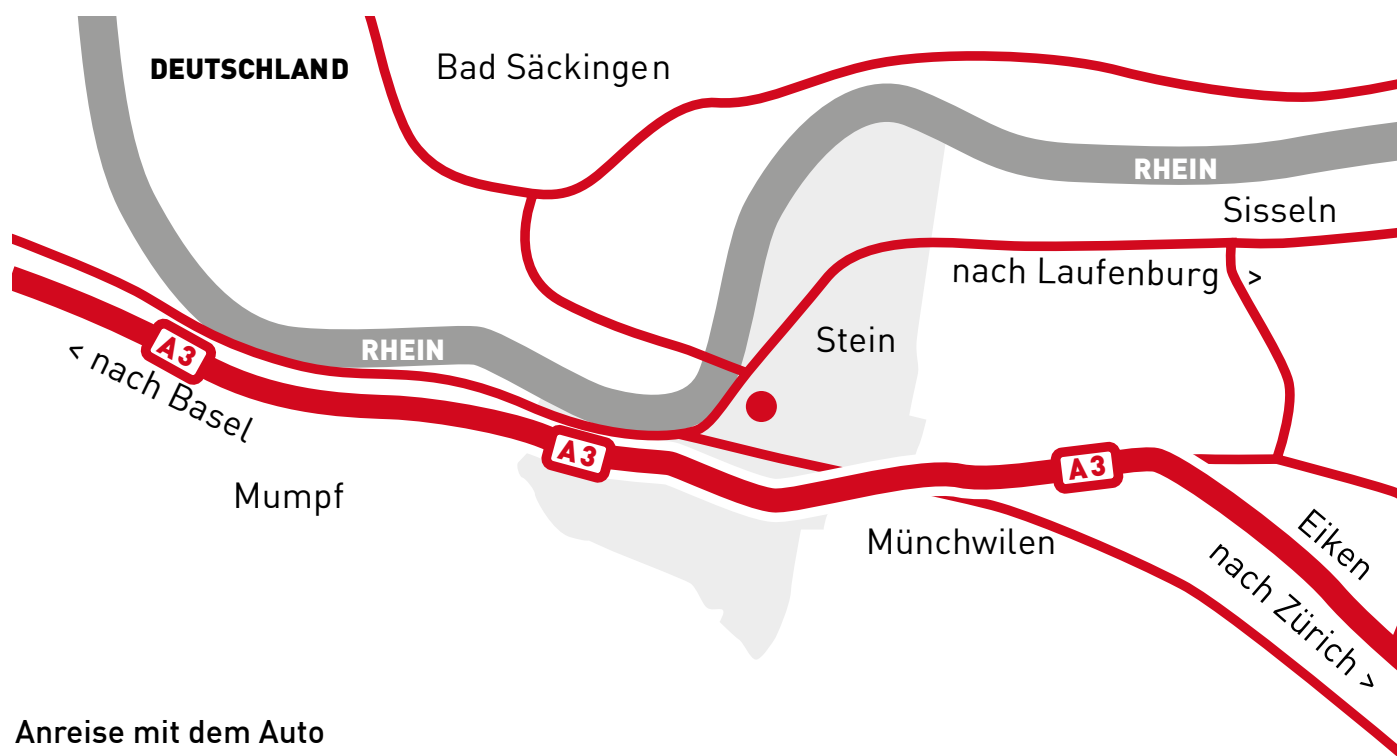 DEUTSCHLAND
Bad Säckingen
RHEIN
Sisseln
nach Laufenburg >
Stein
A3
RHEIN
< nach Basel
A3
A3
Mumpf
Münchwilen
Eiken
nach Zürich >
Anreise mit dem Auto